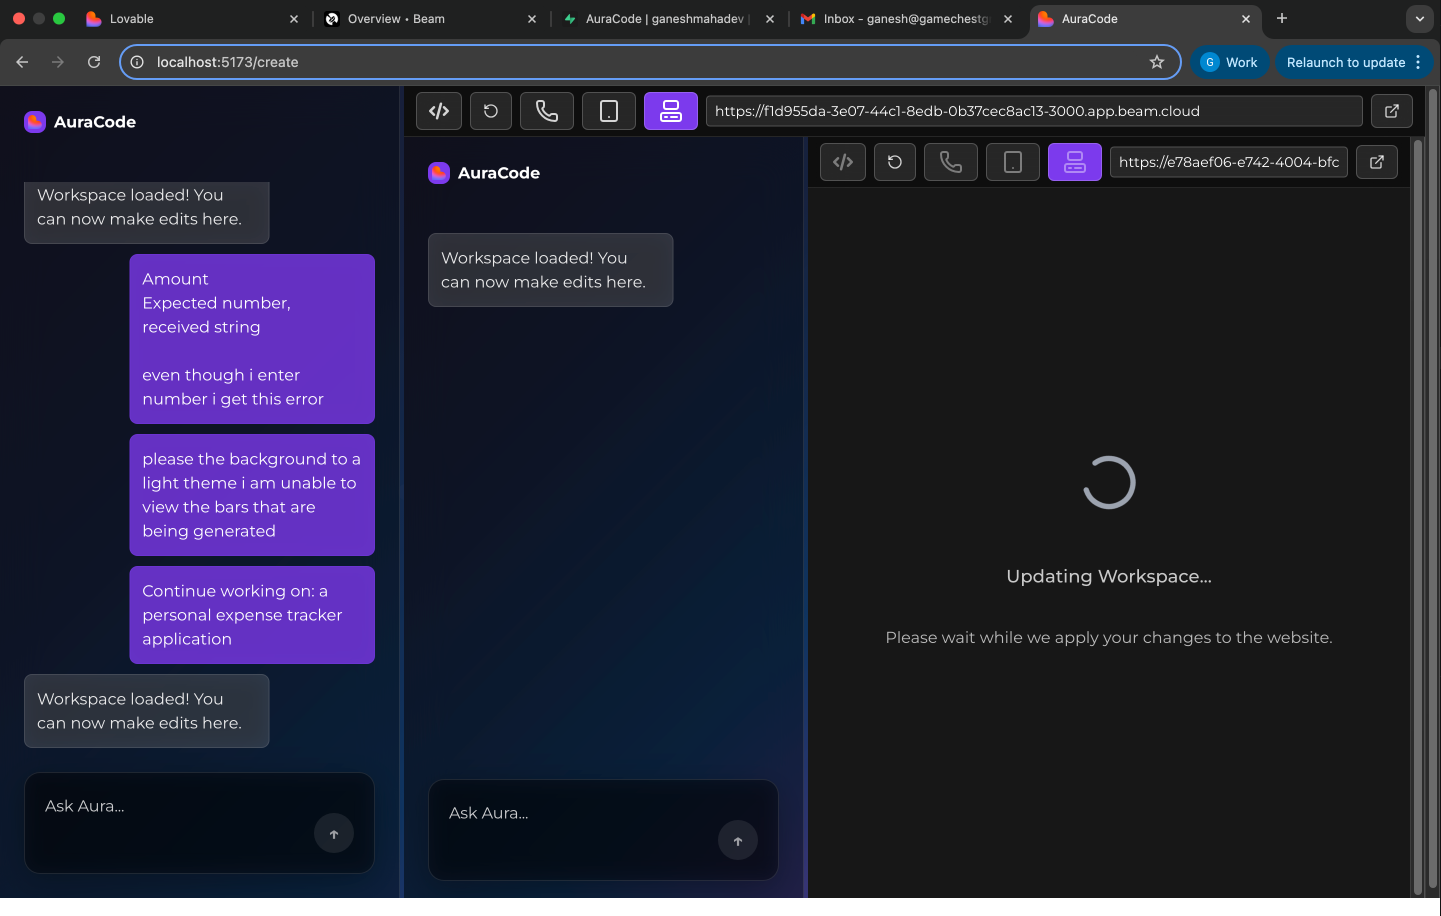 Lovable
Overview • Beam
AuraCode | ganeshmahadev |
Inbox - ganesh@gamechestg
AuraCode
localhost:5173/create
G
Work
Relaunch to update
AuraCode
Workspace loaded! You
can now make edits here.
Amount
Expected number,
received string
even though i enter
number i get this error
please the background to a
light theme i am unable to
view the bars that are
being generated
Continue working on: a
personal expense tracker
application
Workspace loaded! You
can now make edits here.
Ask Aura...
https://f1d955da-3e07-44c1-8edb-0b37cec8ac13-3000.app.beam.cloud
AuraCode
Workspace loaded! You
can now make edits here.
Ask Aura...
https://e78aef06-e742-4004-bfc
Updating Workspace...
Please wait while we apply your changes to the website.